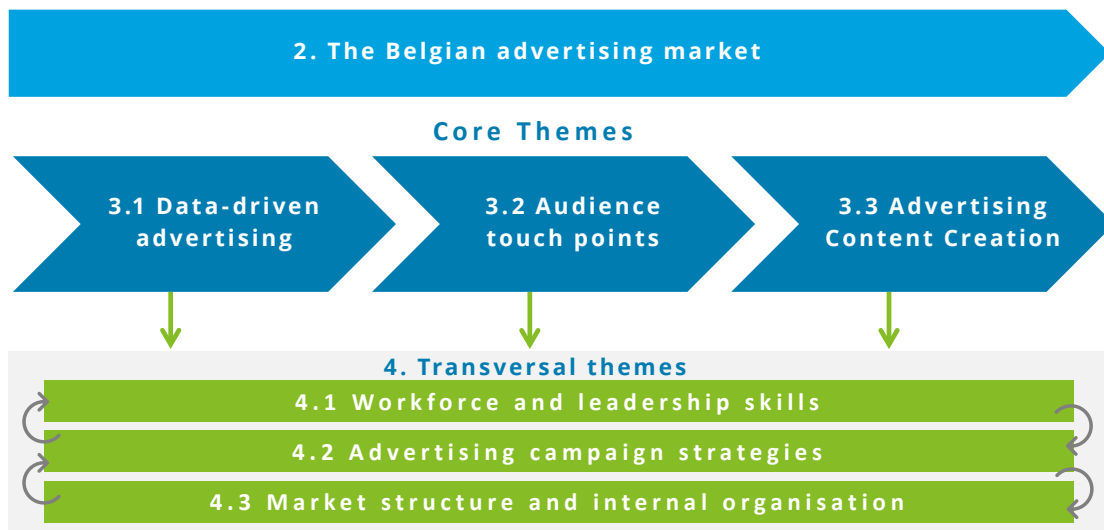 2. The Belgian advertising market
Core Themes
3.1 Data-driven
advertising
3.2 Audience
touch points
3.3 Advertising
Content Creation
4. Transversal themes
4.1 Workforce and leadership skills
4.2 Advertising campaign strategies
4.3 Market structure and internal organisation